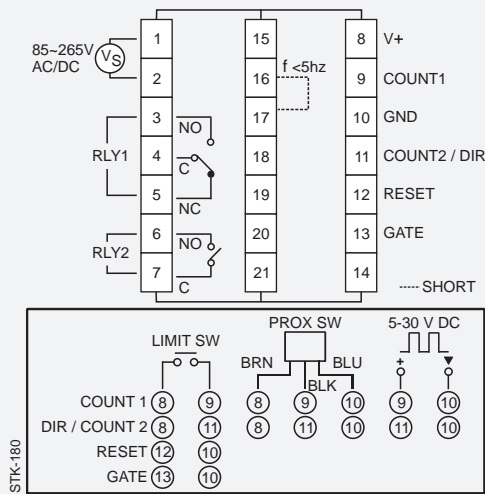 85~265V
AC/DC
VS
1
2
3
4
5
6
7
RLY1
NO
C
NC
RLY2
NO
C
15
16
17
18
19
20
21
f <5hz
8 V+
9 COUNT1
10 GND
11 COUNT2 / DIR
12 RESET
13 GATE
14
----- SHORT
LIMIT SW
PROX SW
5-30 V DC
BRN BLU
BLK
+
COUNT 1 8 9 8 9 10 9 10
DIR / COUNT 2 8 11 8 11 10 11 10
RESET 12 10
GATE 13 10
STK-180